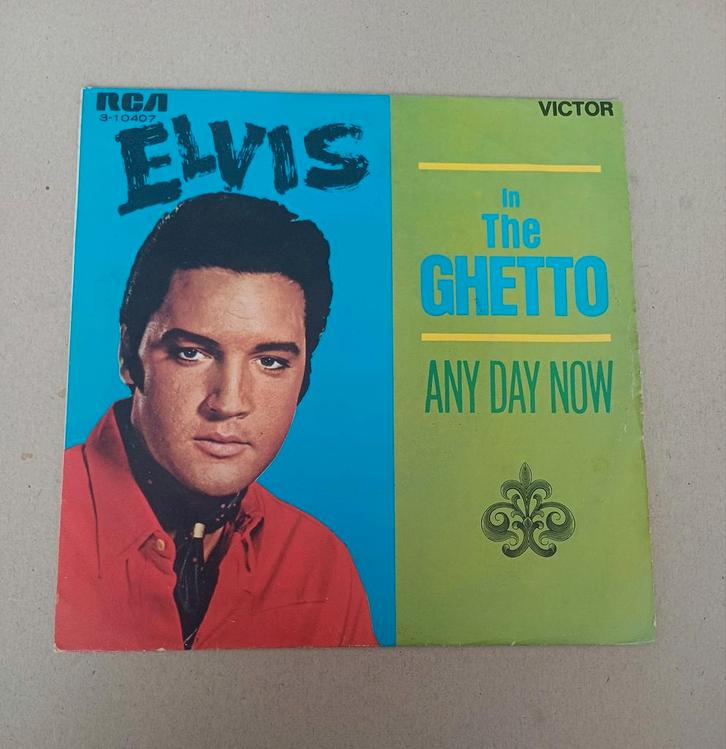 RCA
3-10407
ELVIS
VICTOR
In
The
GHETTO
ANY DAY NOW